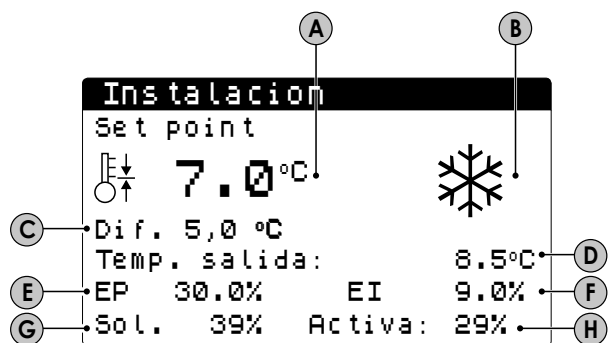 A B
Instalacion
Set point
7.0°C
C Dif. 5,0 °C
Temp. salida: 8.5°C D
E EP 30.0% EI 9.0% F
G Sol. 39% Activa: 29% H